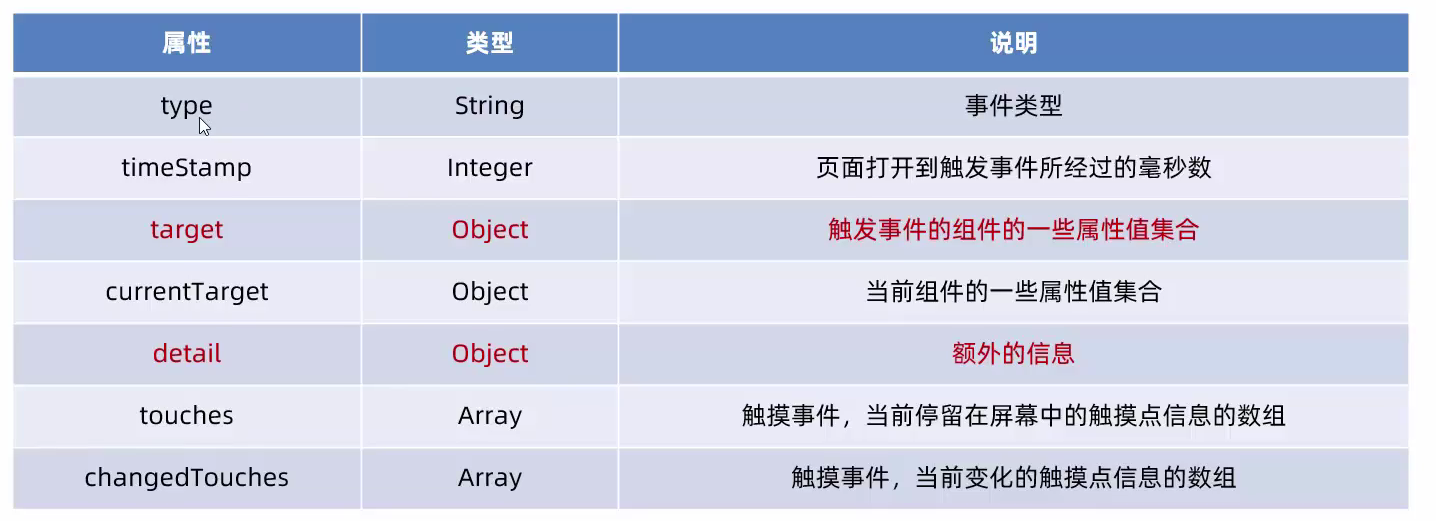 属性 类型 说明
type String 事件类型
timeStamp Integer 页面打开到触发事件所经过的毫秒数
target Object 触发事件的组件的一些属性值集合
currentTarget Object 当前组件的一些属性值集合
detail Object 额外的信息
touches Array 触摸事件，当前停留在屏幕中的触摸点信息的数组
changedTouches Array 触摸事件，当前变化的触摸点信息的数组